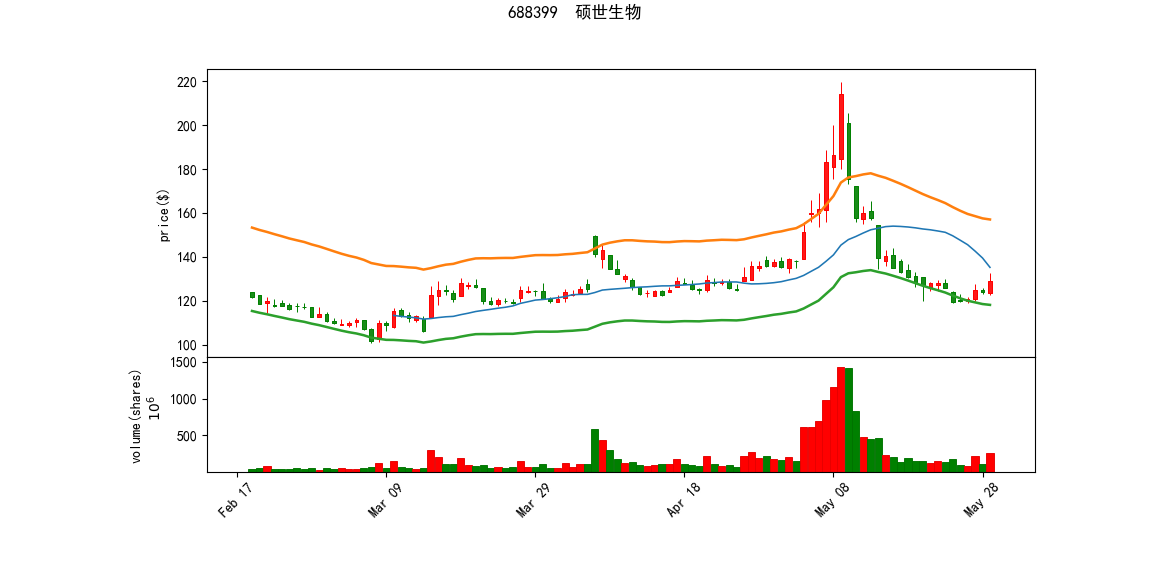 688399 硕世生物
220
200
180
160
140
120
100
price($)
1500
1000
500
volume(shares)
10^6
Feb 17
Mar 09
Mar 29
Apr 18
May 08
May 28